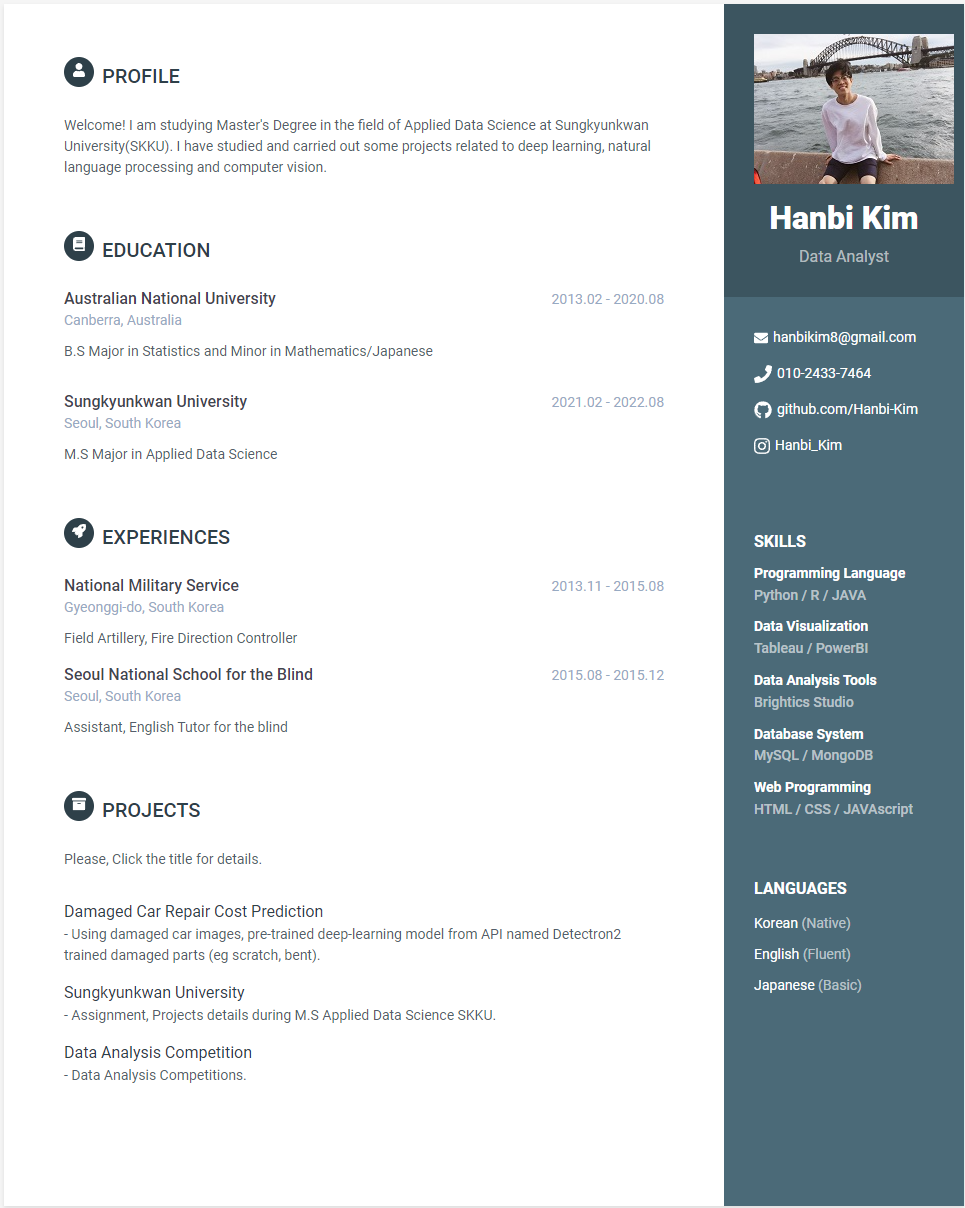 PROFILE
Welcome! I am studying Master's Degree in the field of Applied Data Science at Sungkyunkwan
University(SKKU). I have studied and carried out some projects related to deep learning, natural
language processing and computer vision.
EDUCATION
Australian National University 2013.02 - 2020.08
Canberra, Australia
B.S Major in Statistics and Minor in Mathematics/Japanese
Sungkyunkwan University 2021.02 - 2022.08
Seoul, South Korea
M.S Major in Applied Data Science
EXPERIENCES
National Military Service 2013.11 - 2015.08
Gyeonggi-do, South Korea
Field Artillery, Fire Direction Controller
Seoul National School for the Blind 2015.08 - 2015.12
Seoul, South Korea
Assistant, English Tutor for the blind
PROJECTS
Please, Click the title for details.
Damaged Car Repair Cost Prediction
- Using damaged car images, pre-trained deep-learning model from API named Detectron2
trained damaged parts (eg scratch, bent).
Sungkyunkwan University
- Assignment, Projects details during M.S Applied Data Science SKKU.
Data Analysis Competition
- Data Analysis Competitions.
Hanbi Kim
Data Analyst
hanbikim8@gmail.com
010-2433-7464
github.com/Hanbi-Kim
Hanbi_Kim
SKILLS
Programming Language
Python / R / JAVA
Data Visualization
Tableau / PowerBI
Data Analysis Tools
Brightics Studio
Database System
MySQL / MongoDB
Web Programming
HTML / CSS / JAVAscript
LANGUAGES
Korean (Native)
English (Fluent)
Japanese (Basic)